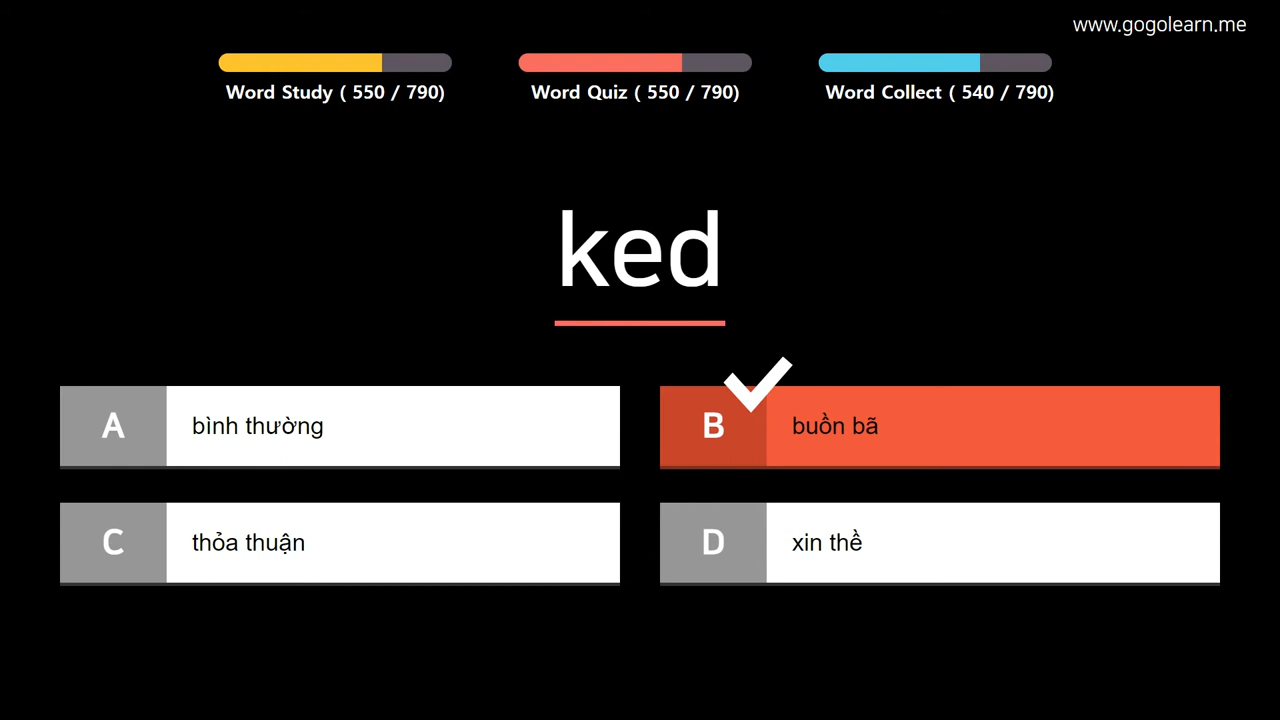 www.gogolearn.me
Word Study ( 550 / 790)
Word Quiz ( 550 / 790)
Word Collect ( 540 / 790)
ked
A bình thường
B buồn bã
C thỏa thuận
D xin thề